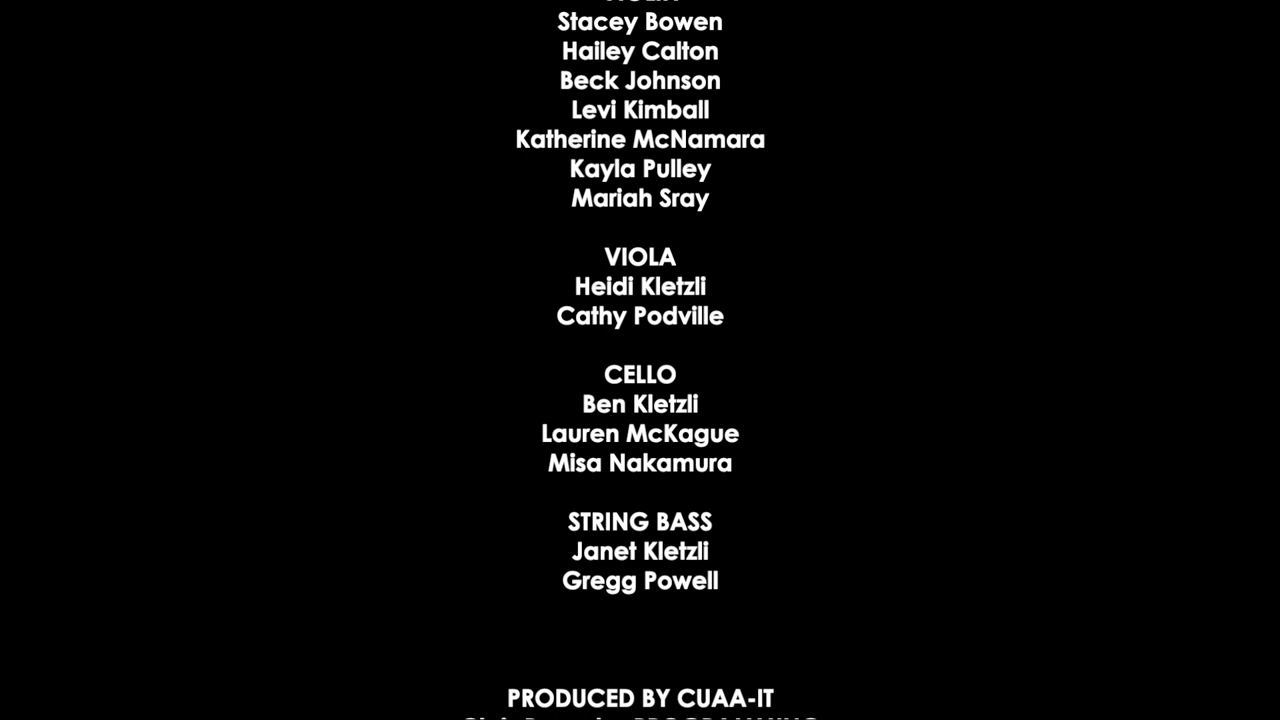 Stacey Bowen
Hailey Calton
Beck Johnson
Levi Kimball
Katherine McNamara
Kayla Pulley
Mariah Sray
VIOLA
Heidi Kletzli
Cathy Podville
CELLO
Ben Kletzli
Lauren McKague
Misa Nakamura
STRING BASS
Janet Kletzli
Gregg Powell
PRODUCED BY CUAA-IT